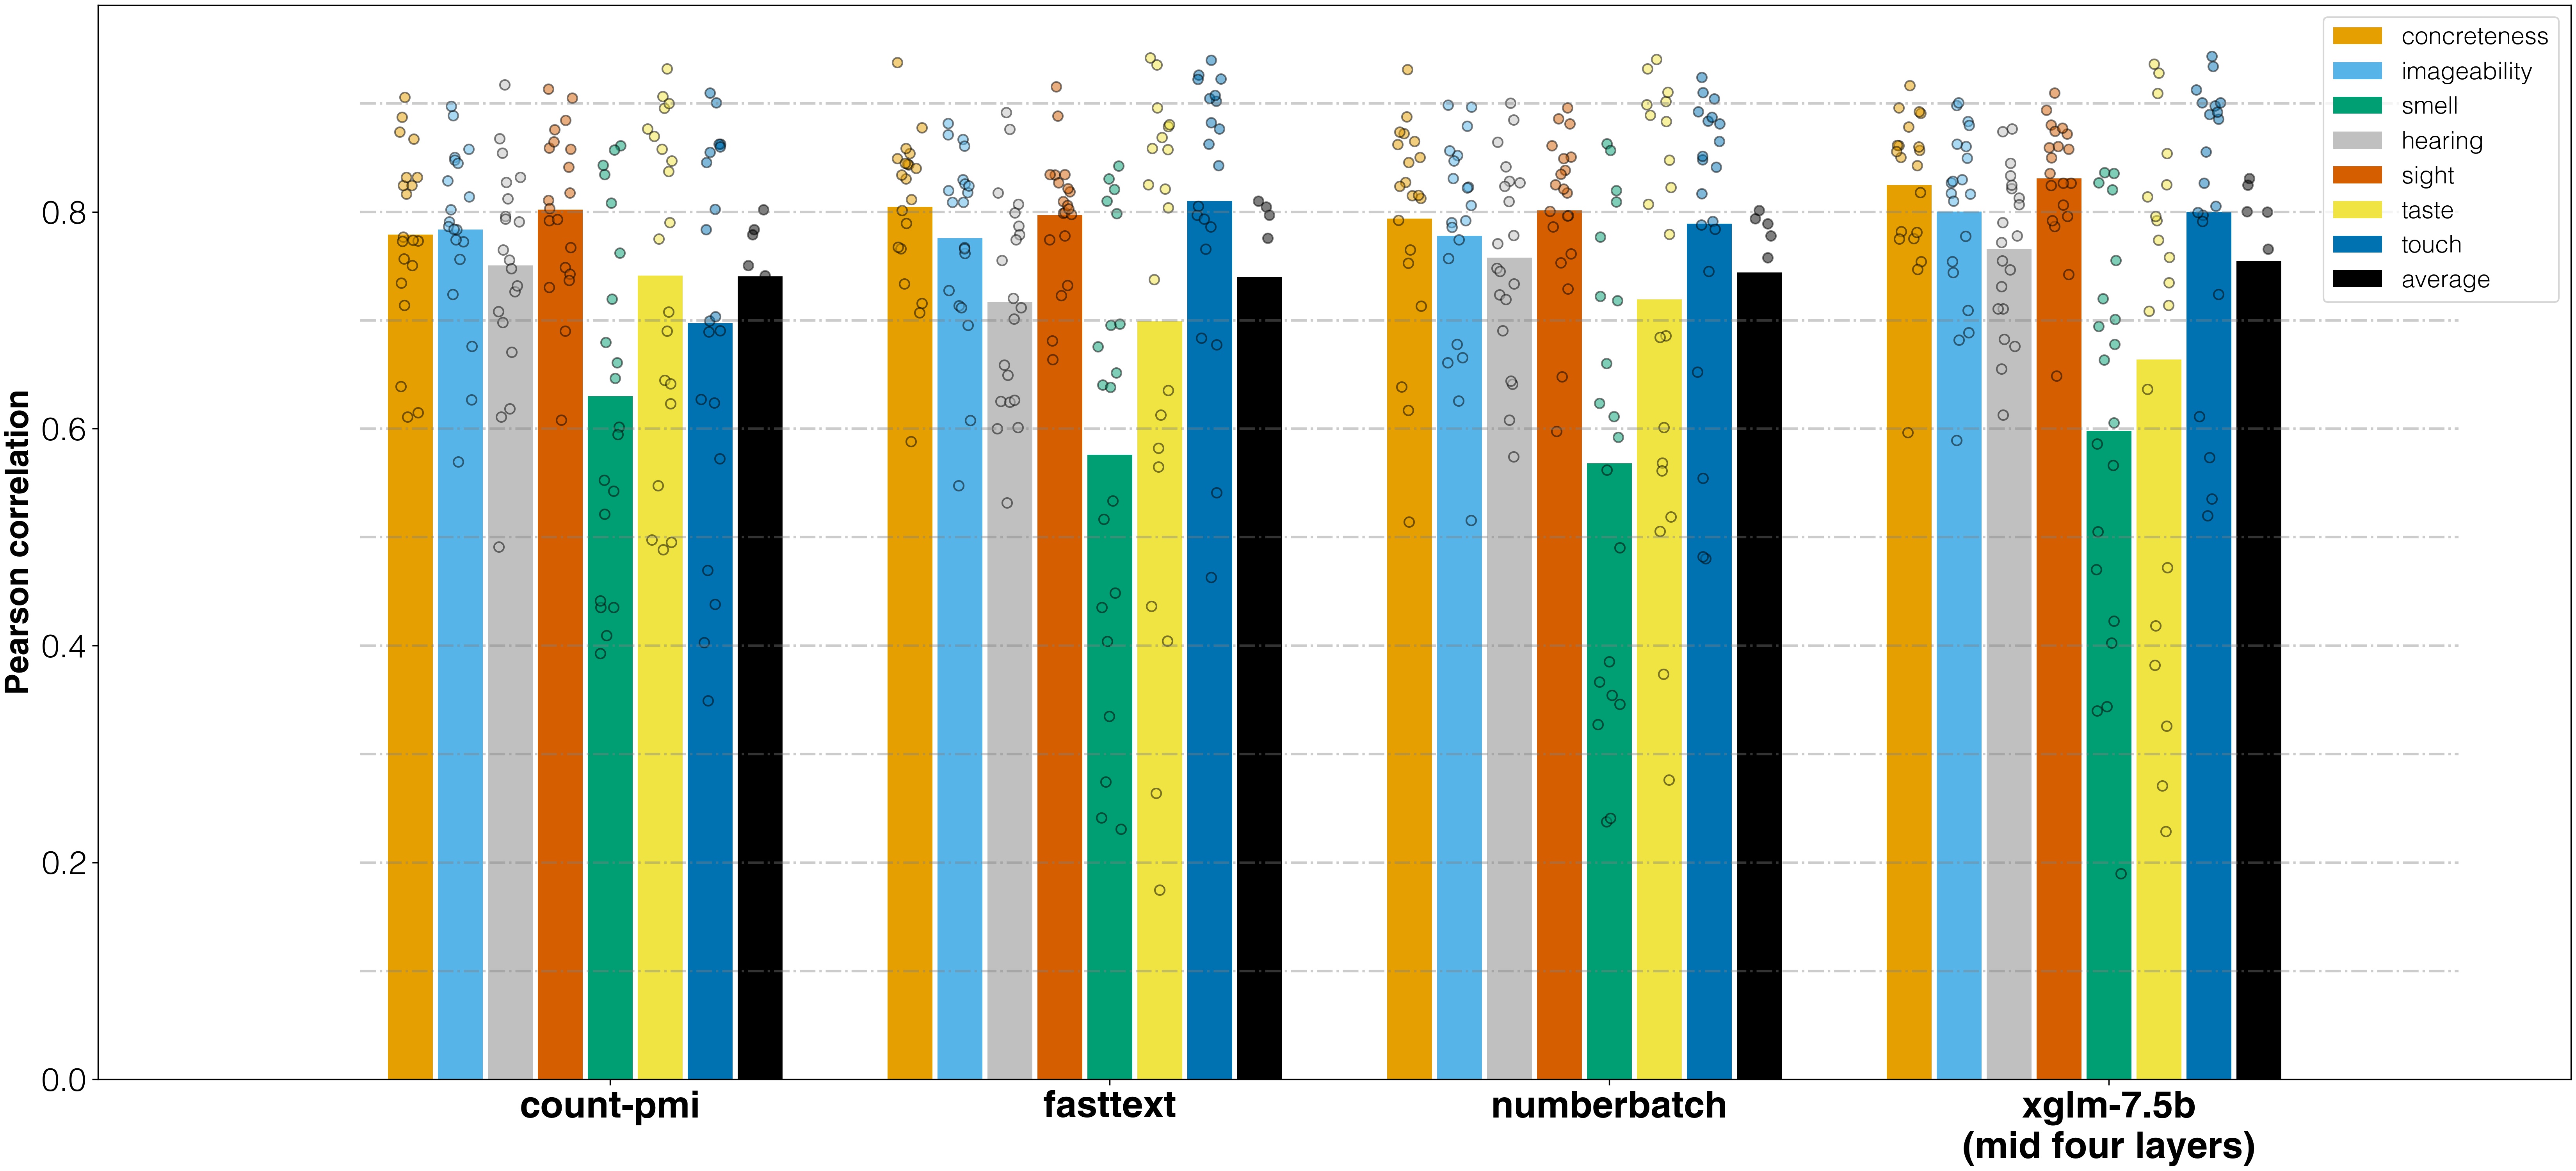 concreteness
imageability
smell
hearing
sight
taste
touch
average
Pearson correlation
0.8
0.6
0.4
0.2
0.0
count-pmi
fasttext
numberbatch
xglm-7.5b
(mid four layers)